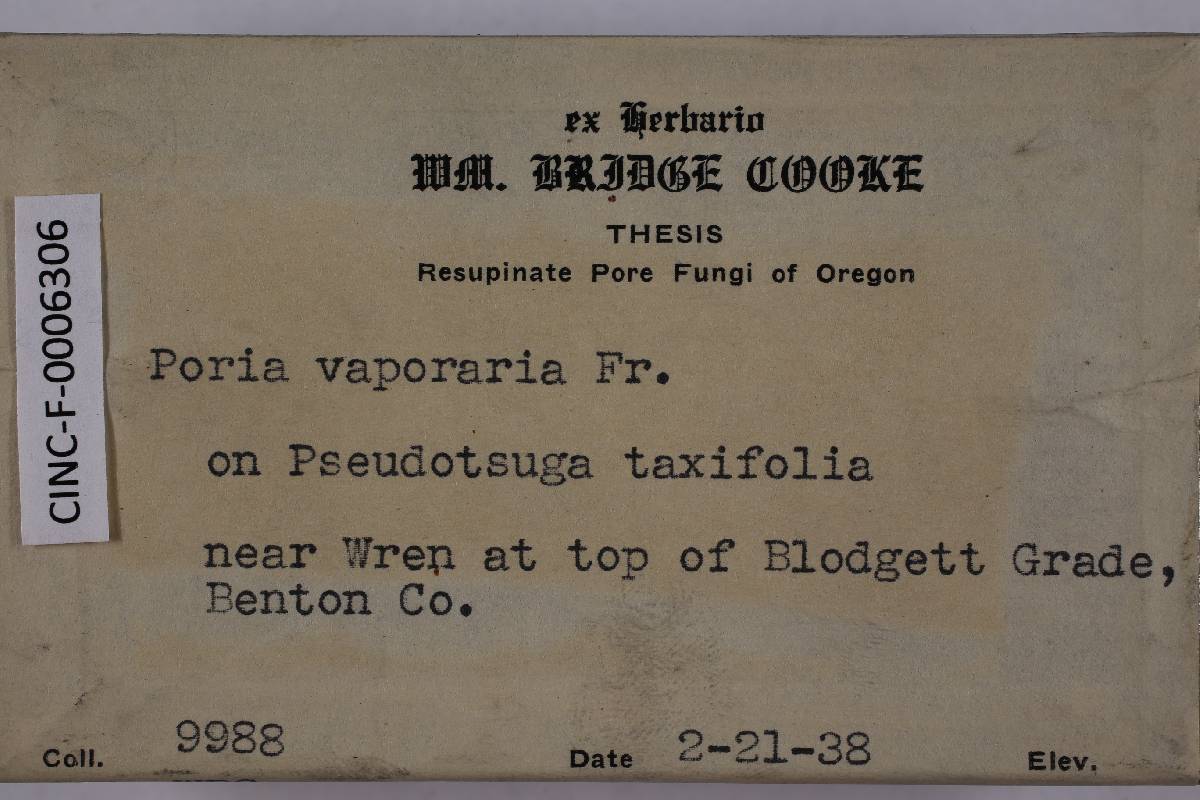 ex Herbario
WM. BRIDGE COOKE
THESIS
Resupinate Pore Fungi of Oregon
CINC-F-0006306
Poria vaporaria Fr.
on Pseudotsuga taxifolia
near Wren at top of Blodgett Grade,
Benton Co.
Coll. 9988 Date 2-21-38 Elev.